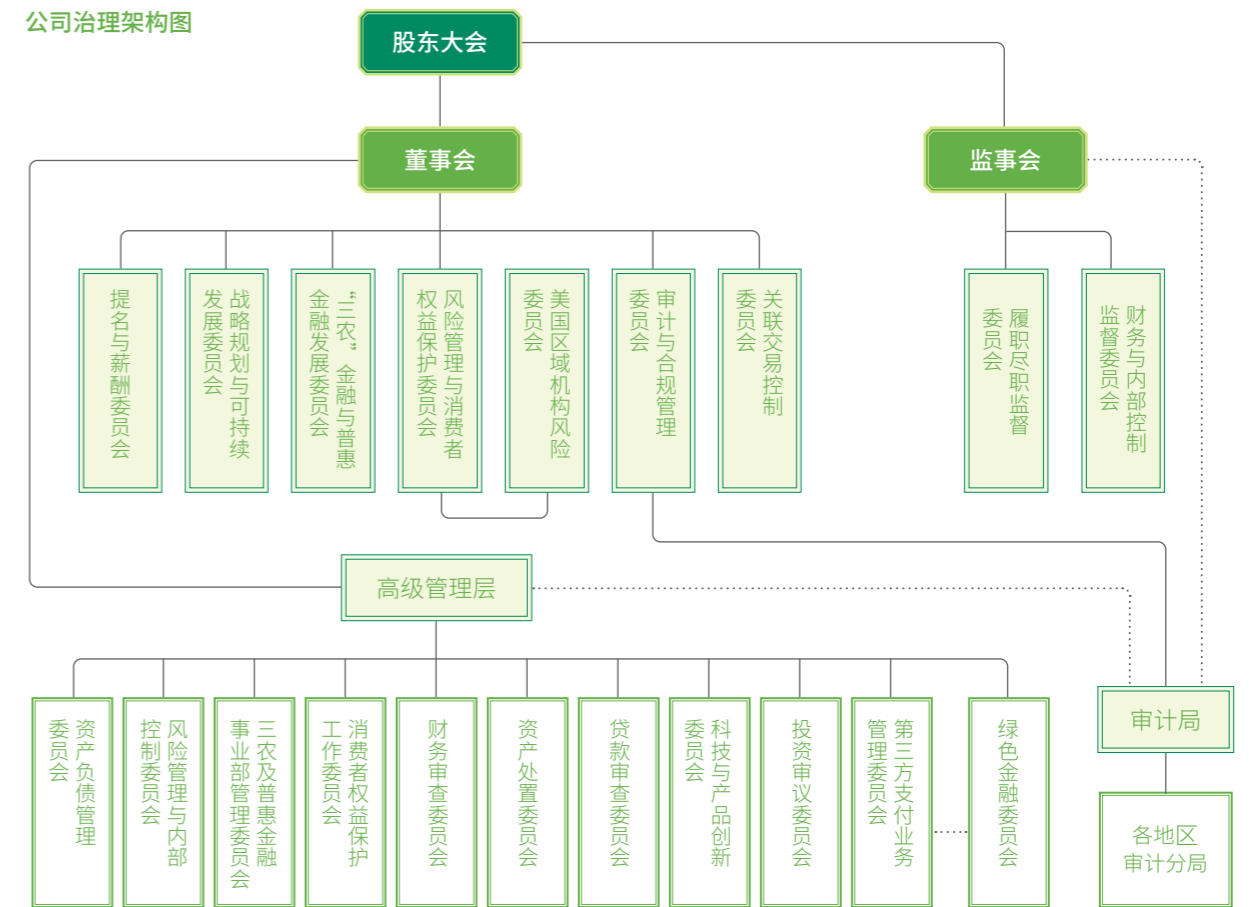 公司治理架构图
股东大会
董事会
监事会
提名与薪酬委员会
战略规划与可持续
发展委员会
“三农”金融与普惠
金融发展委员会
风险管理与消费者
权益保护委员会
美国区域机构风险
委员会
审计与合规管理
委员会
关联交易控制
委员会
履职尽职监督
委员会
财务与内部控制
监督委员会
高级管理层
资产负债管理
委员会
风险管理与内部
控制委员会
三农及普惠金融
事业部管理委员会
消费者权益保护
工作委员会
财务审查委员会
资产处置委员会
贷款审查委员会
科技与产品创新
委员会
投资审议委员会
第三方支付业务
管理委员会
绿色金融委员会
审计局
各地区
审计分局